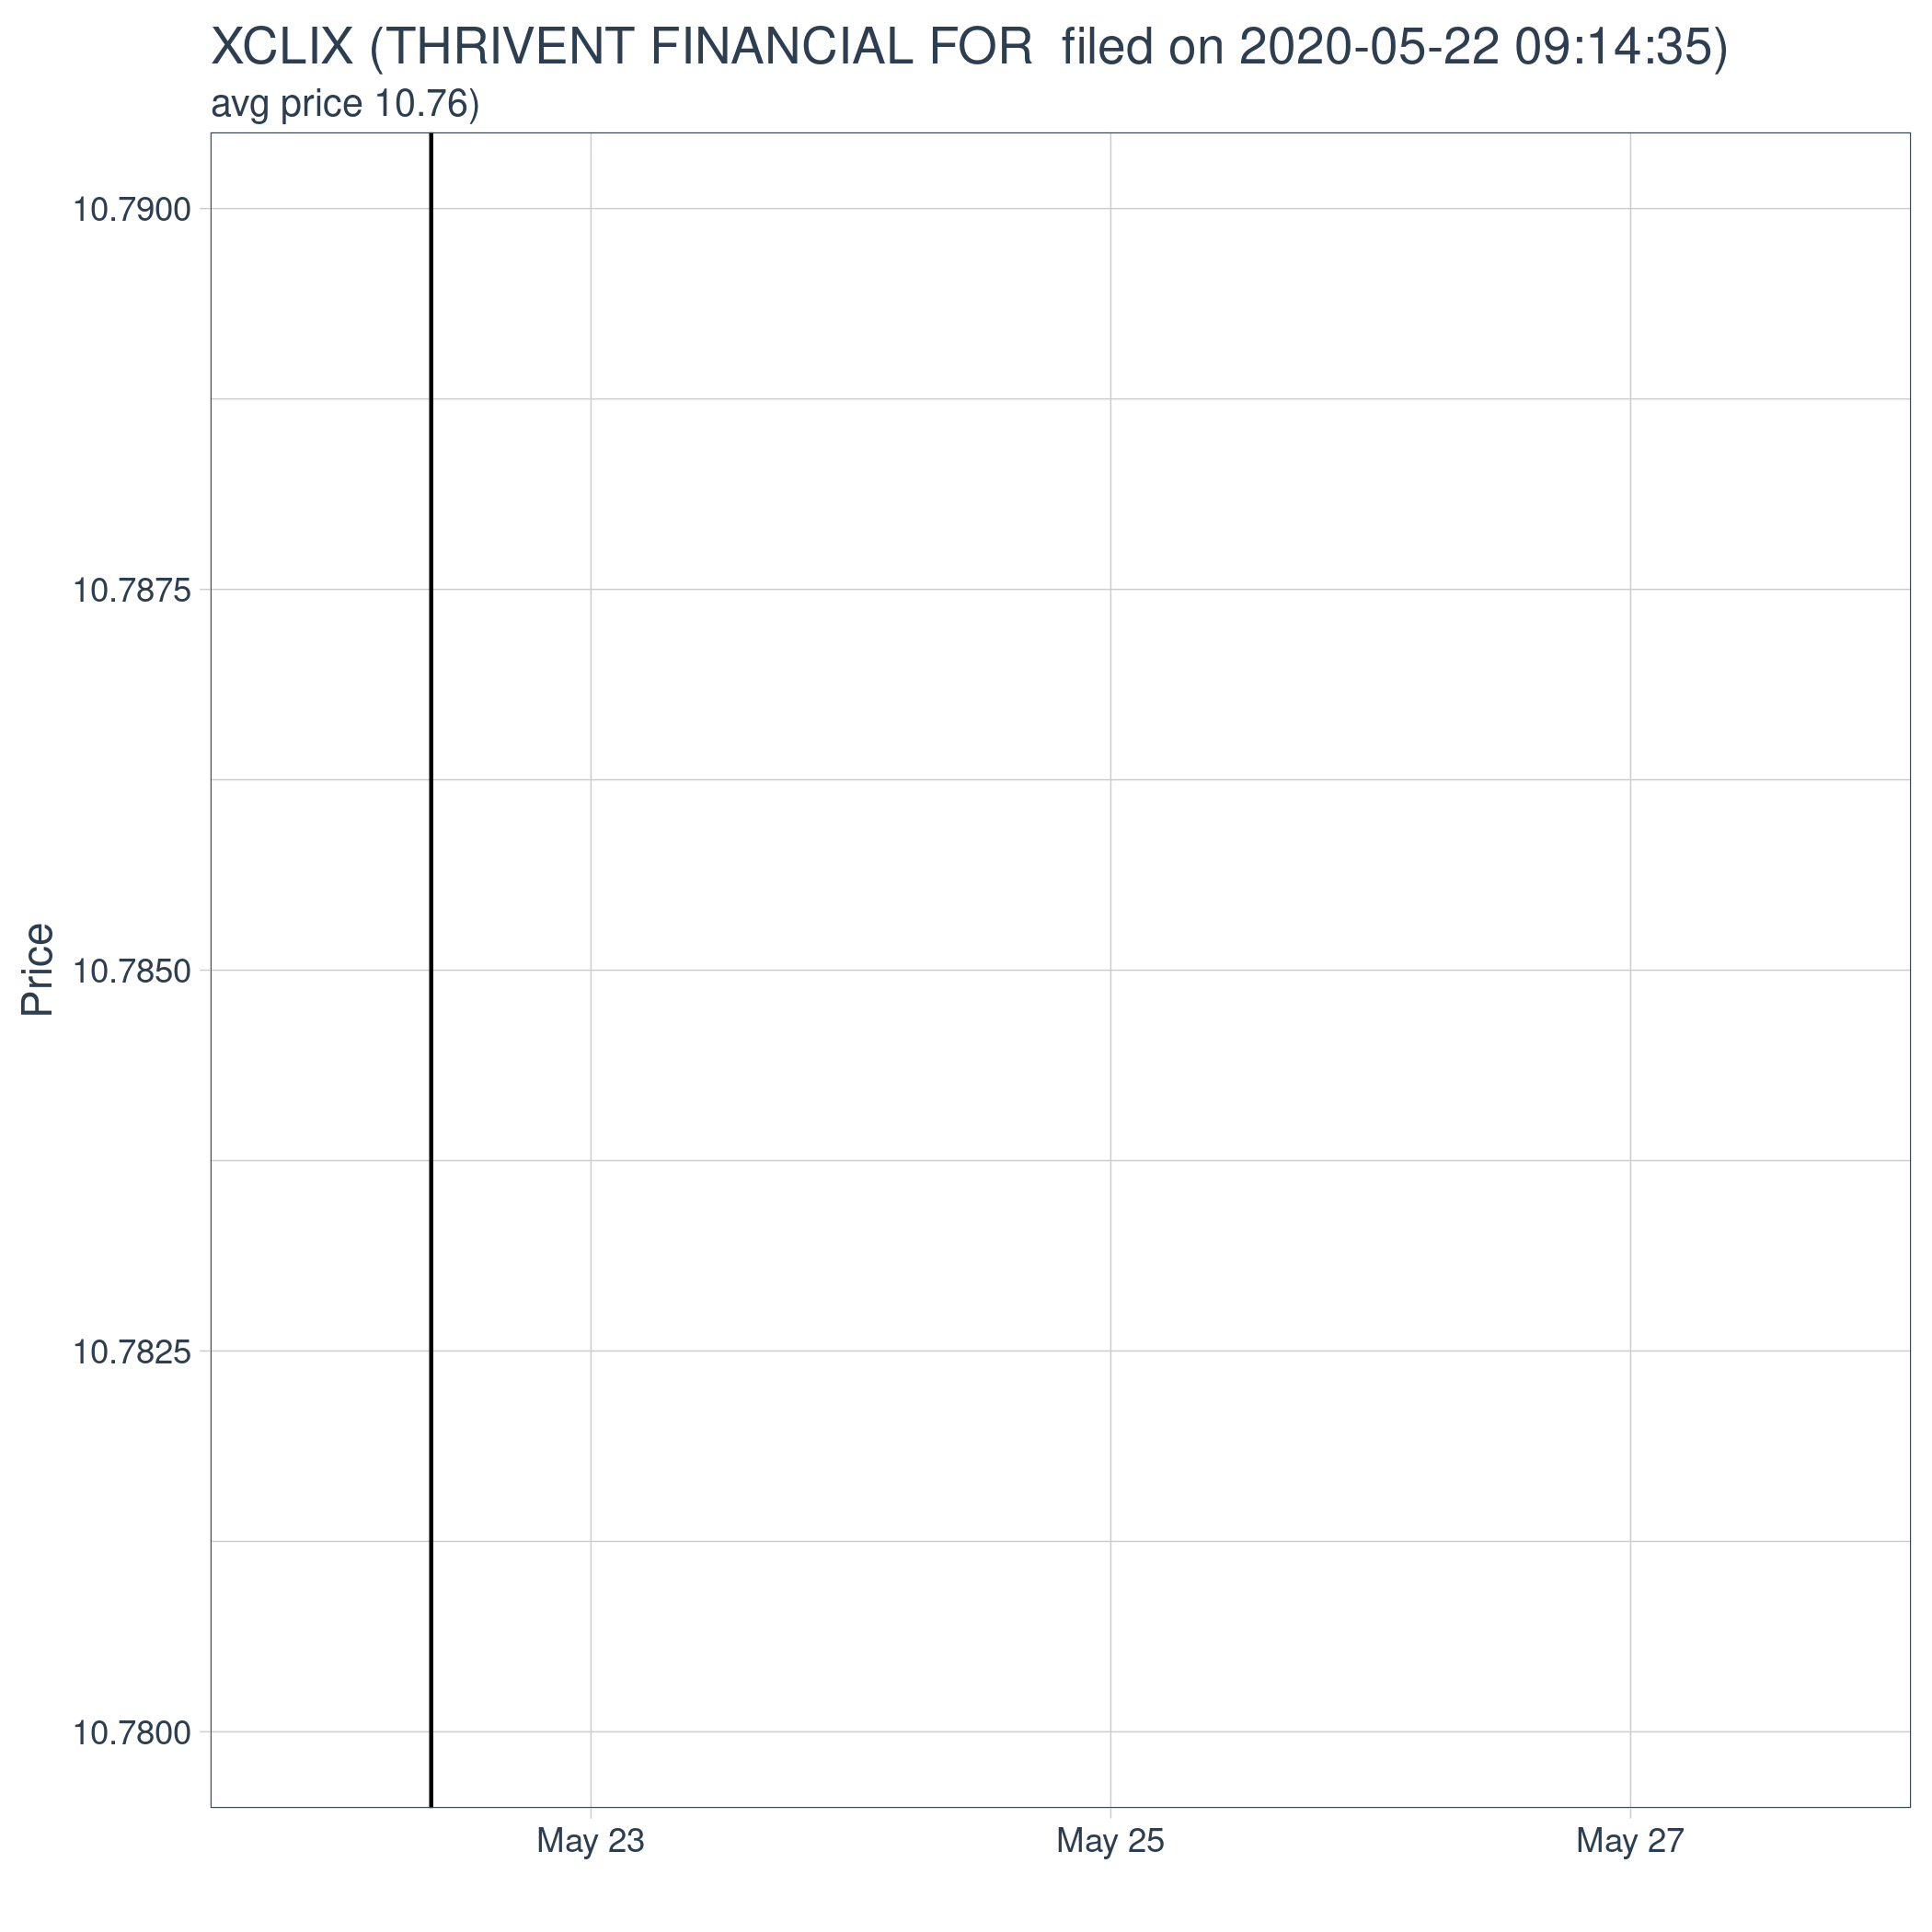 XCLIX (THRIVENT FINANCIAL FOR  filed on 2020-05-22 09:14:35)
avg price 10.76)
10.7900
10.7875
Price
10.7850
10.7825
10.7800
May 23
May 25
May 27